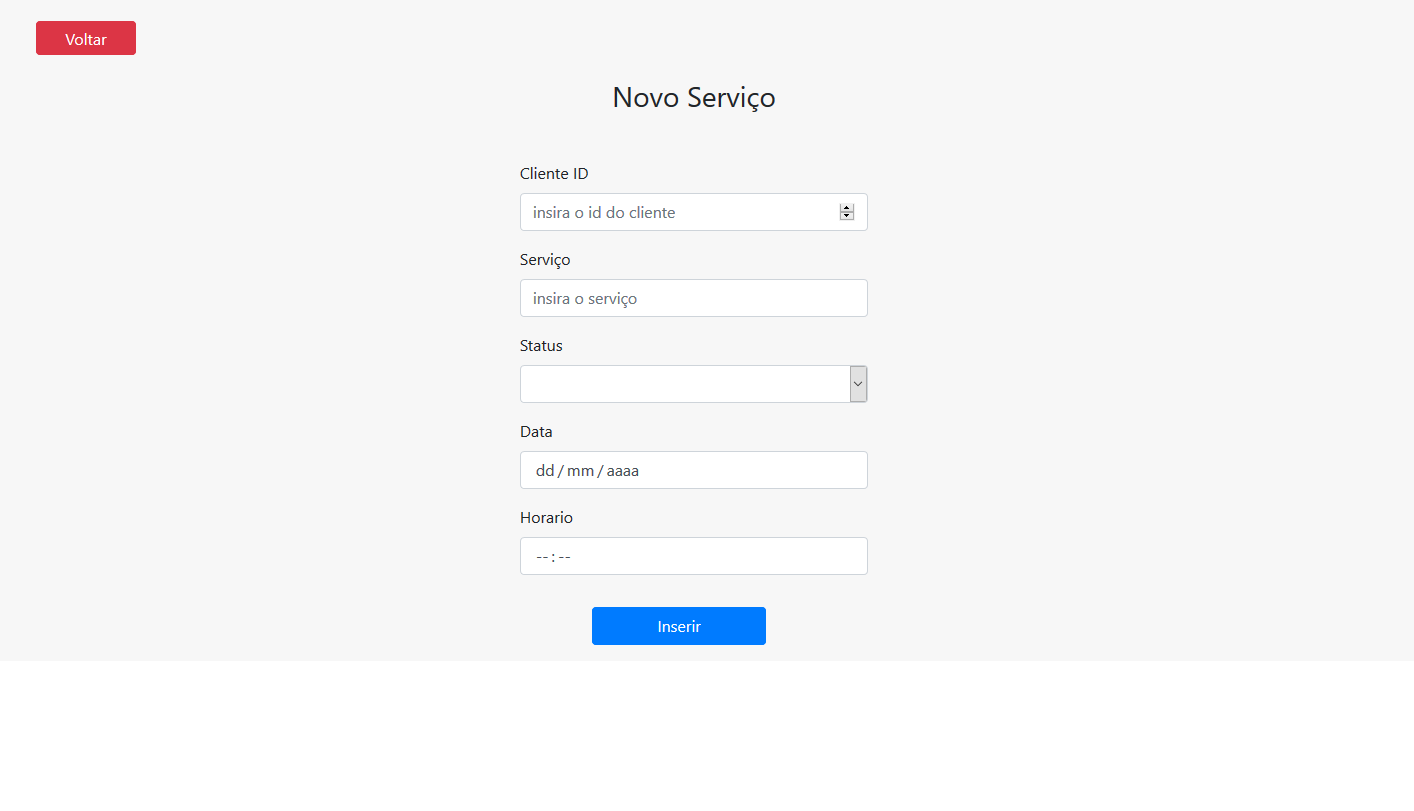 Voltar
Novo Serviço
Cliente ID
insira o id do cliente
Serviço
insira o serviço
Status
Data
dd / mm / aaaa
Horario
-- : --
Inserir